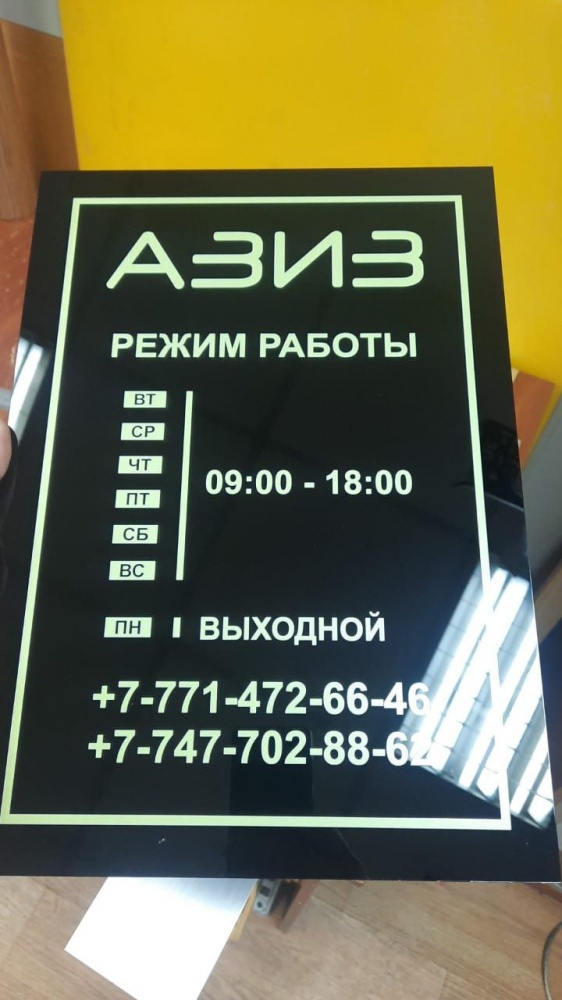 АЗИЗ
РЕЖИМ РАБОТЫ
ВТ
СР
ЧТ
ПТ
СБ
ВС
09:00 - 18:00
ПН ВЫХОДНОЙ
+7-771-472-66-46
+7-747-702-88-62